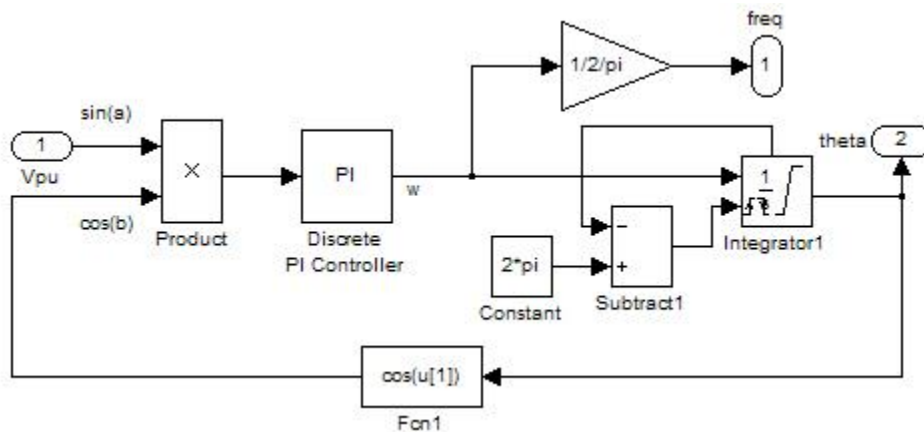 freq
1/2/pi
1
sin(a)
1
Vpu
×
cos(b)
Product
PI
Discrete
PI Controller
w
theta
2
1
s
Integrator1
−
+
Subtract1
2*pi
Constant
cos(u[1])
Fcn1